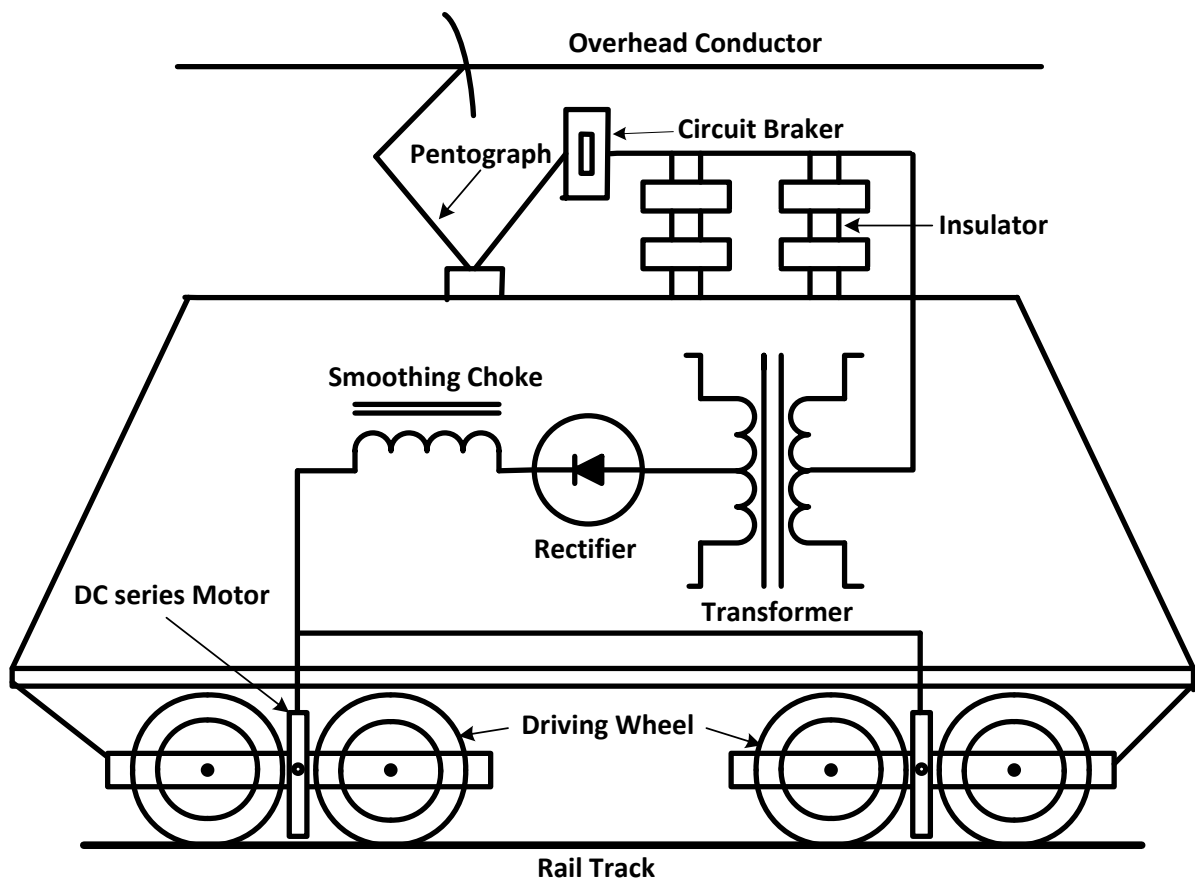 Overhead Conductor
Circuit Braker
Pentograph
Insulator
Smoothing Choke
Rectifier
DC series Motor
Transformer
Driving Wheel
Rail Track